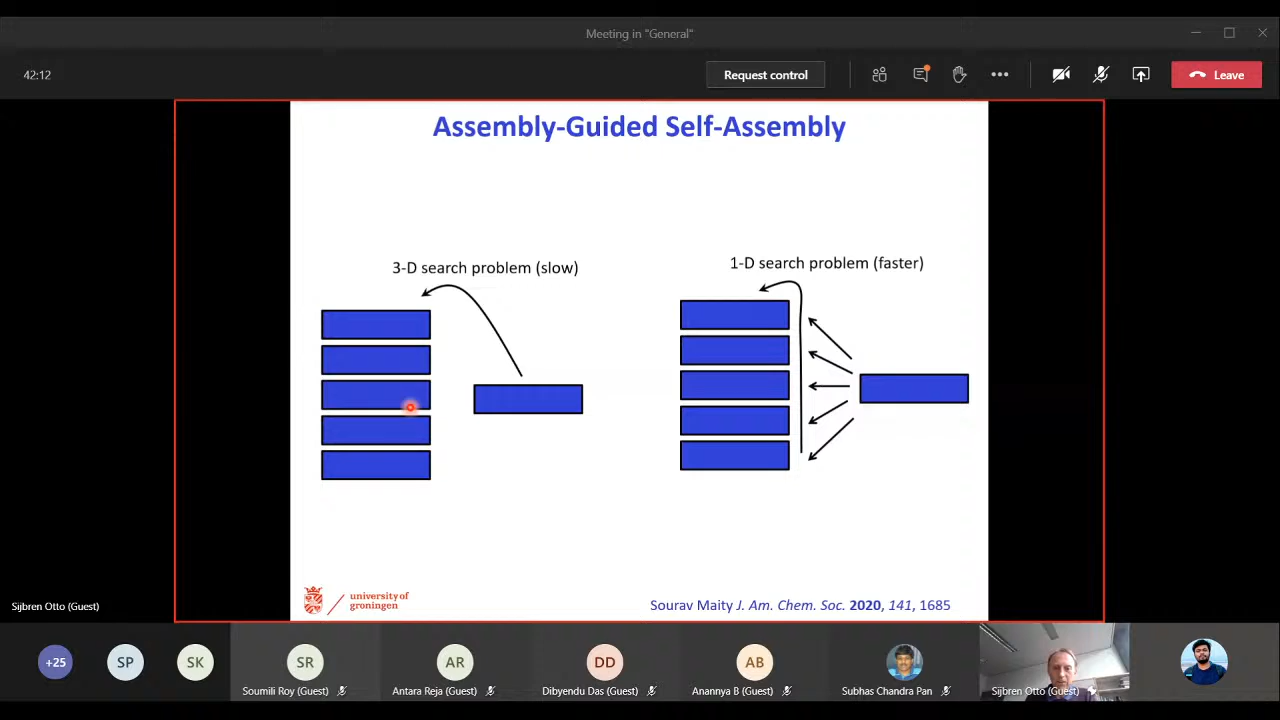 Meeting in "General"
42:12
Request control
Leave
Assembly-Guided Self-Assembly
3-D search problem (slow)
1-D search problem (faster)
university of
groningen
Sourav Maity J. Am. Chem. Soc. 2020, 141, 1685
Sijbren Otto (Guest)
+25
SP
SK
SR
AR
DD
AB
Soumili Roy (Guest)
Antara Reja (Guest)
Dibyendu Das (Guest)
Anannya B (Guest)
Subhas Chandra Pan
Sijbren Otto (Guest)